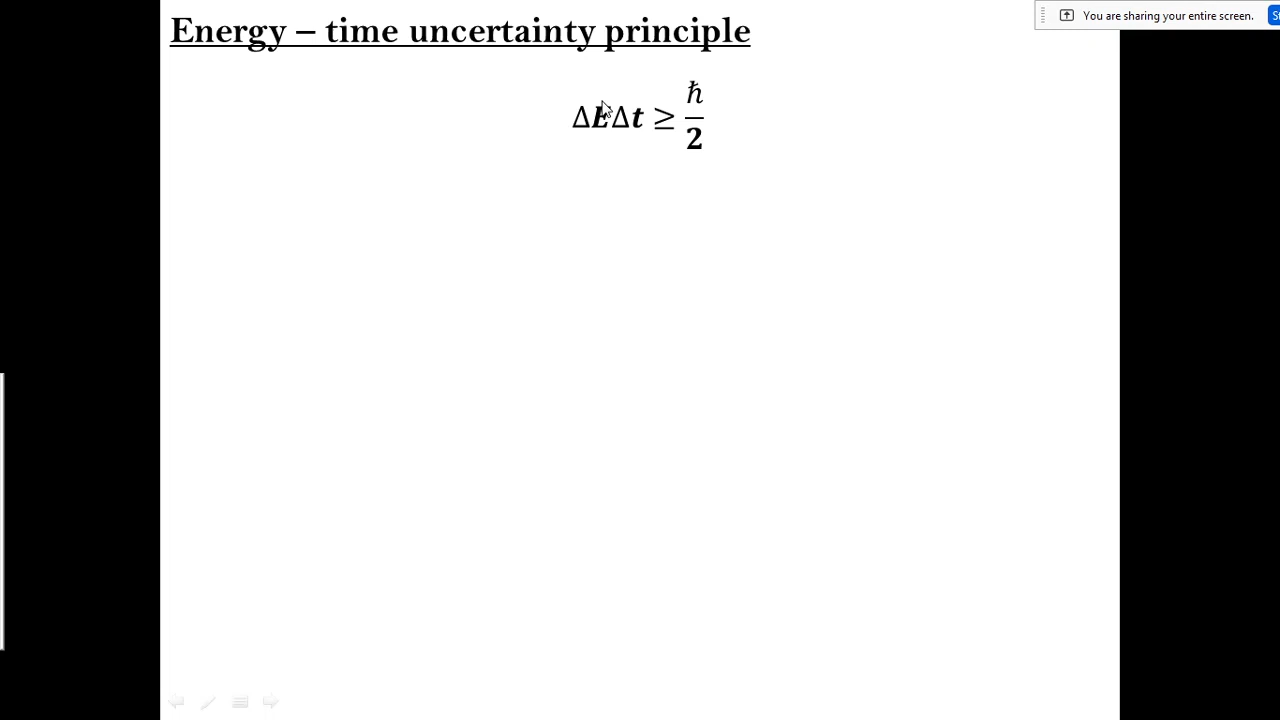 Energy – time uncertainty principle
You are sharing your entire screen.
ΔEΔt ≥ ℏ/2